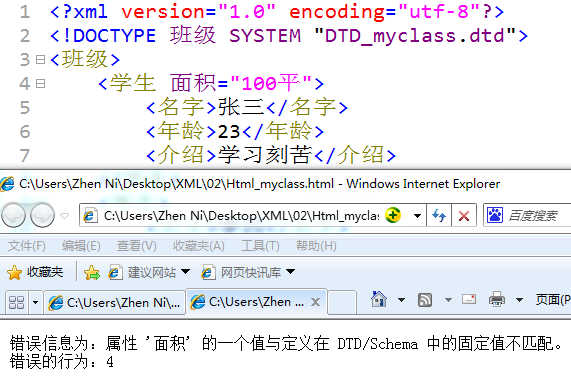 1 <?xml version="1.0" encoding="utf-8"?>
2 <!DOCTYPE 班级 SYSTEM "DTD_myclass.dtd">
3 <班级>
4 <学生 面积="100平">
5 <名字>张三</名字>
6 <年龄>23</年龄>
7 <介绍>学习刻苦</介绍>
C:\Users\Zhen Ni\Desktop\XML\02\Html_myclass.html - Windows Internet Explorer
C:\Users\Zhen Ni\Desktop\XML\02\Html_mycla 百度搜索
文件(F) 编辑(E) 查看(V) 收藏夹(A) 工具(T) 帮助(H)
收藏夹 建议网站 网页快讯库
C:\Users\Zhen Ni\... C:\Users\Zhen ... 页面(P)
错误信息为：属性 '面积' 的一个值与定义在 DTD/Schema 中的固定值不匹配。
错误的行为：4